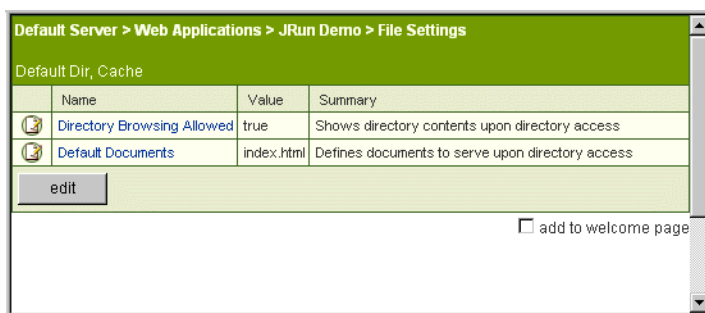 Default Server > Web Applications > JRun Demo > File Settings
Default Dir, Cache
Name Value Summary
Directory Browsing Allowed true Shows directory contents upon directory access
Default Documents index.html Defines documents to serve upon directory access
edit
add to welcome page